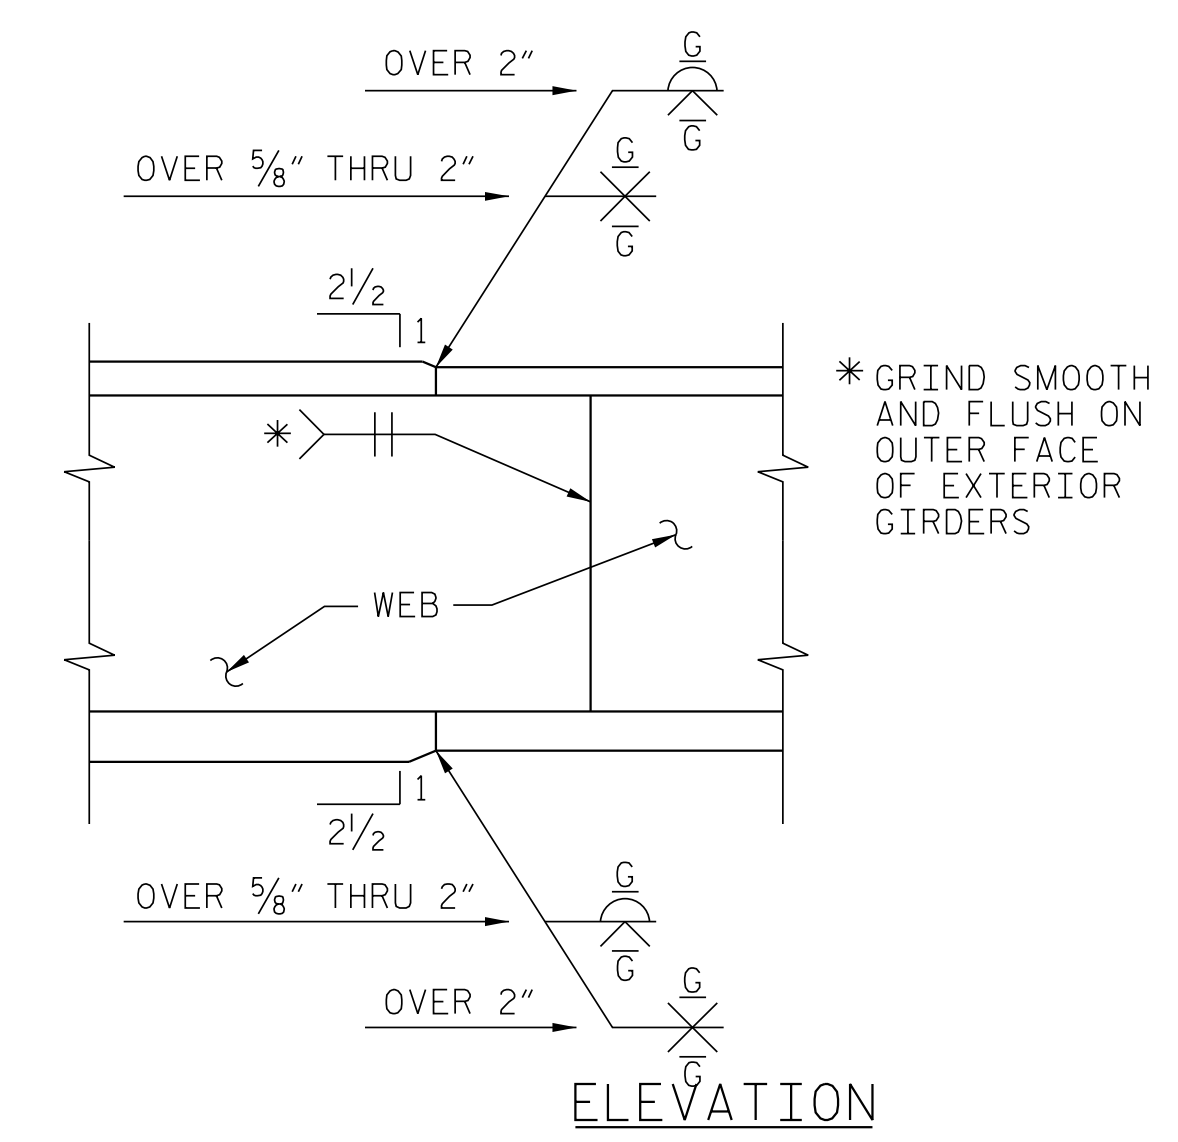 G
OVER 2"
G
G
OVER 5/8" THRU 2"
G
2 1/2
1
* GRIND SMOOTH
AND FLUSH ON
OUTER FACE
OF EXTERIOR
GIRDERS
*
WEB
1
2 1/2
G
OVER 5/8" THRU 2"
G
G
OVER 2"
G
ELEVATION